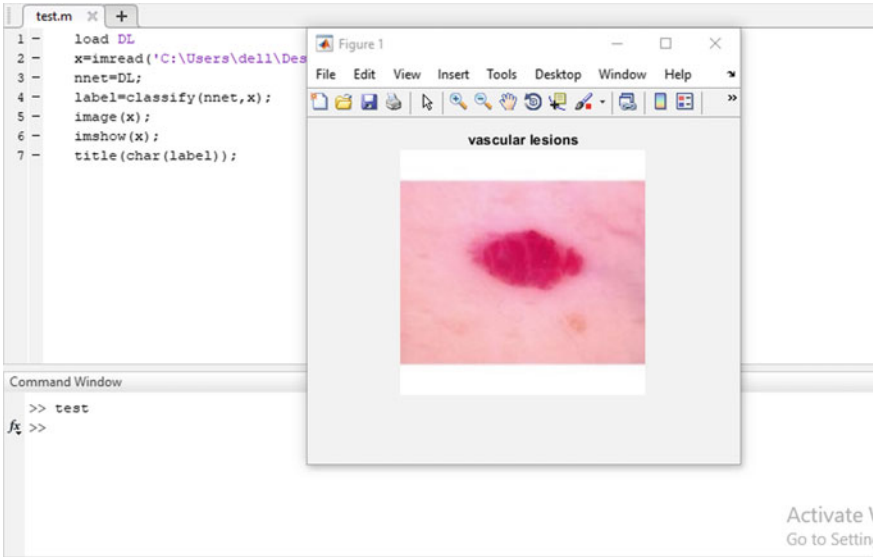 test.m
1 - load DL
2 - x=imread('C:\Users\dell\Des
3 - nnet=DL;
4 - label=classify(nnet,x);
5 - image(x);
6 - imshow(x);
7 - title(char(label));
Figure 1
File Edit View Insert Tools Desktop Window Help
vascular lesions
Command Window
>> test
fx >>
Activate
Go to Settin